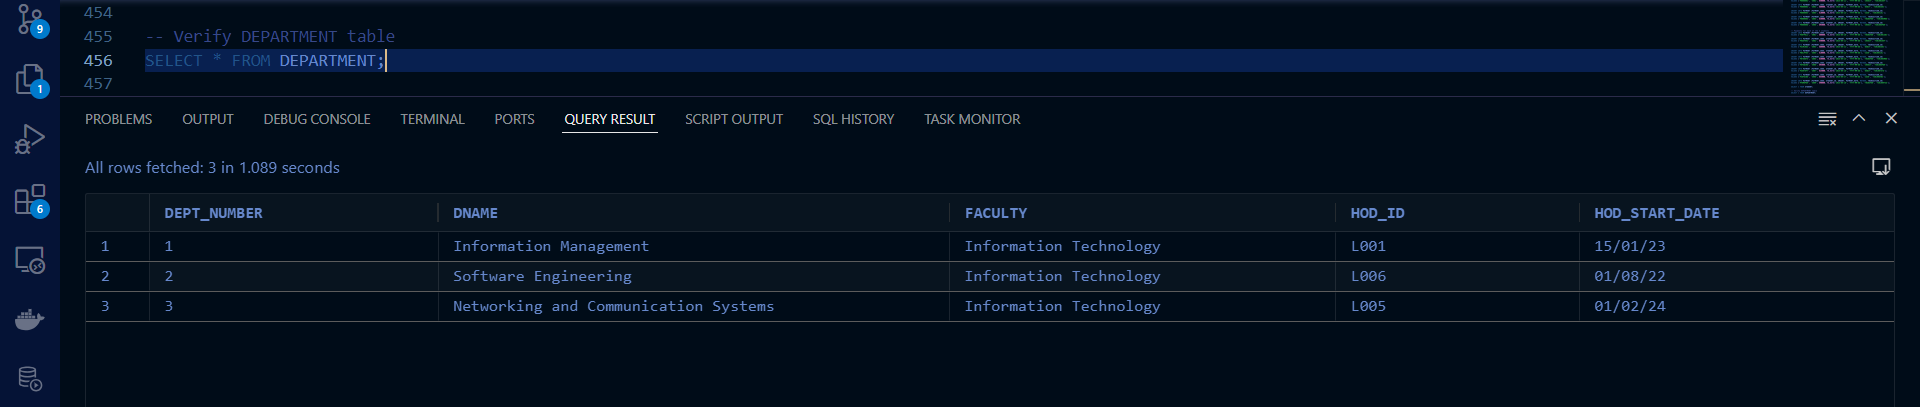 454
455 -- Verify DEPARTMENT table
456 SELECT * FROM DEPARTMENT;
457
9
1
6
PROBLEMS OUTPUT DEBUG CONSOLE TERMINAL PORTS QUERY RESULT SCRIPT OUTPUT SQL HISTORY TASK MONITOR
All rows fetched: 3 in 1.089 seconds
DEPT_NUMBER DNAME FACULTY HOD_ID HOD_START_DATE
1 1 Information Management Information Technology L001 15/01/23
2 2 Software Engineering Information Technology L006 01/08/22
3 3 Networking and Communication Systems Information Technology L005 01/02/24